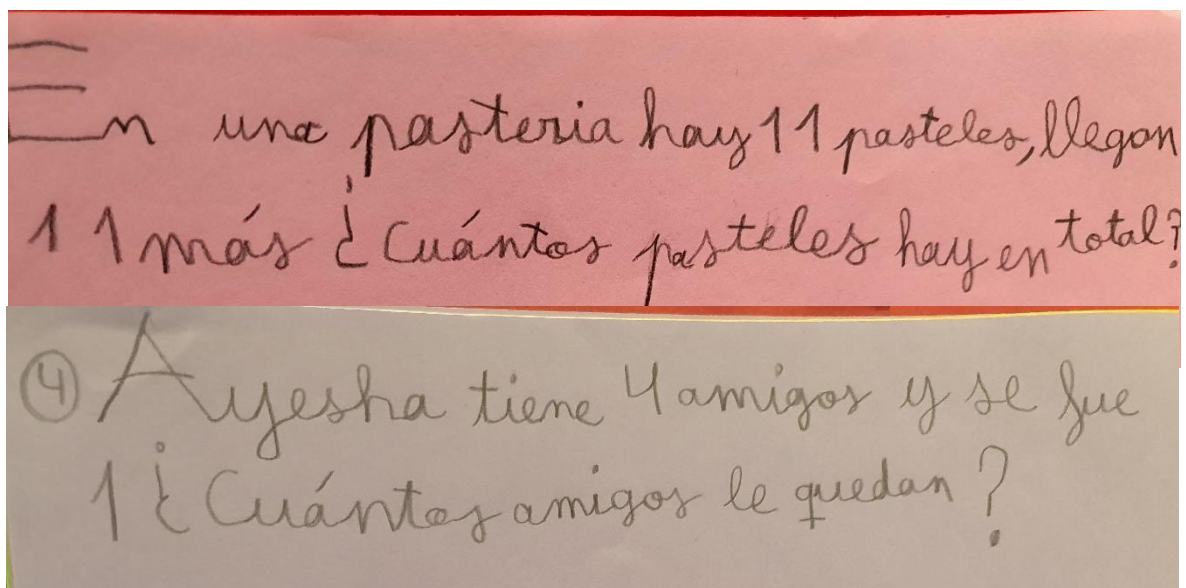 En una pasteria hay 11 pasteles, llegan
11 más ¿Cuántos pasteles hay en total?
④ Ayesha tiene 4 amigos y se fue
1 ¿Cuántos amigos le quedan?